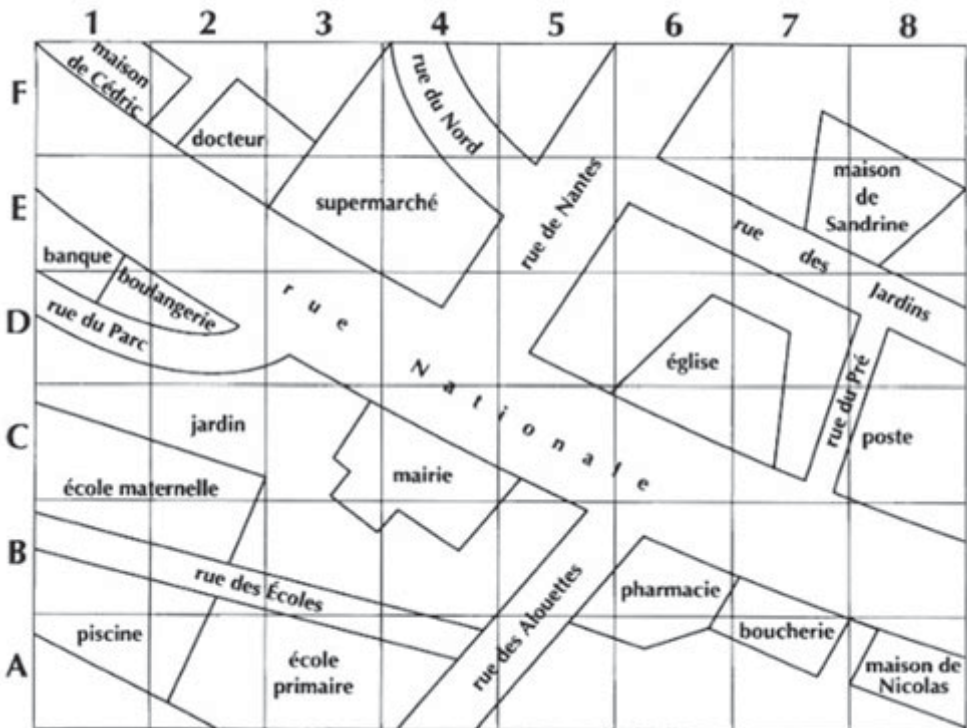 1 2 3 4 5 6 7 8
F
maison
de Cédric
docteur
rue du Nord
E
supermarché
rue de Nantes
maison
de
Sandrine
rue des Jardins
banque
boulangerie
D
rue du Parc
rue Nationale
église
rue du Pré
C
jardin
mairie
poste
école maternelle
B
rue des Écoles
rue des Alouettes
pharmacie
A
piscine
école
primaire
boucherie
maison de
Nicolas